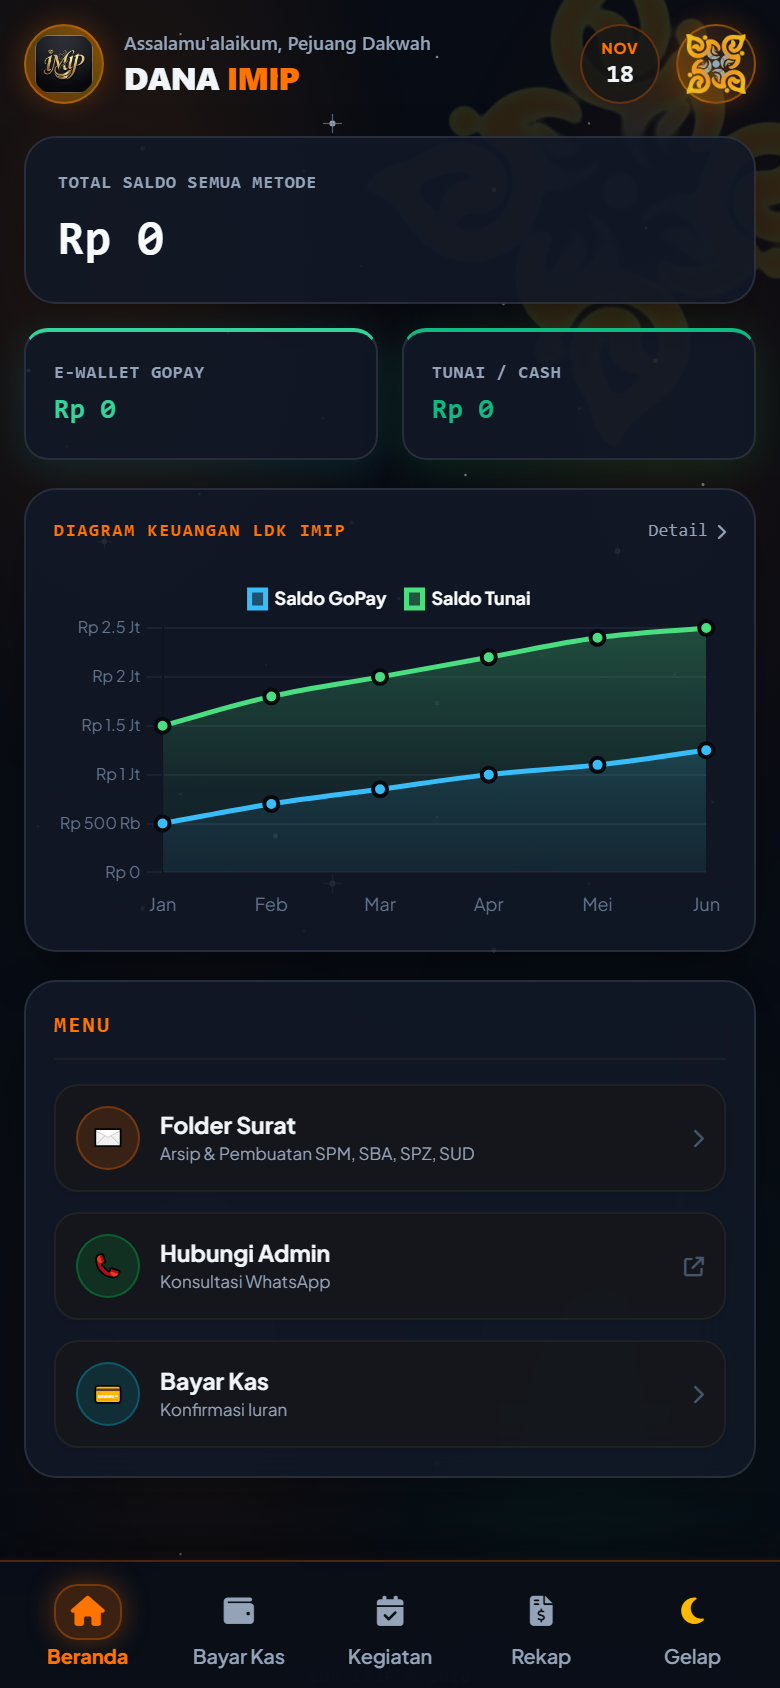 iMip
Assalamu'alaikum, Pejuang Dakwah
DANA IMIP
NOV
18
TOTAL SALDO SEMUA METODE
Rp 0
E-WALLET GOPAY
Rp 0
TUNAI / CASH
Rp 0
DIAGRAM KEUANGAN LDK IMIP
Detail
Saldo GoPay
Saldo Tunai
Rp 2.5 Jt
Rp 2 Jt
Rp 1.5 Jt
Rp 1 Jt
Rp 500 Rb
Rp 0
Jan Feb Mar Apr Mei Jun
MENU
Folder Surat
Arsip & Pembuatan SPM, SBA, SPZ, SUD
Hubungi Admin
Konsultasi WhatsApp
Bayar Kas
Konfirmasi Iuran
Beranda
Bayar Kas
Kegiatan
Rekap
Gelap